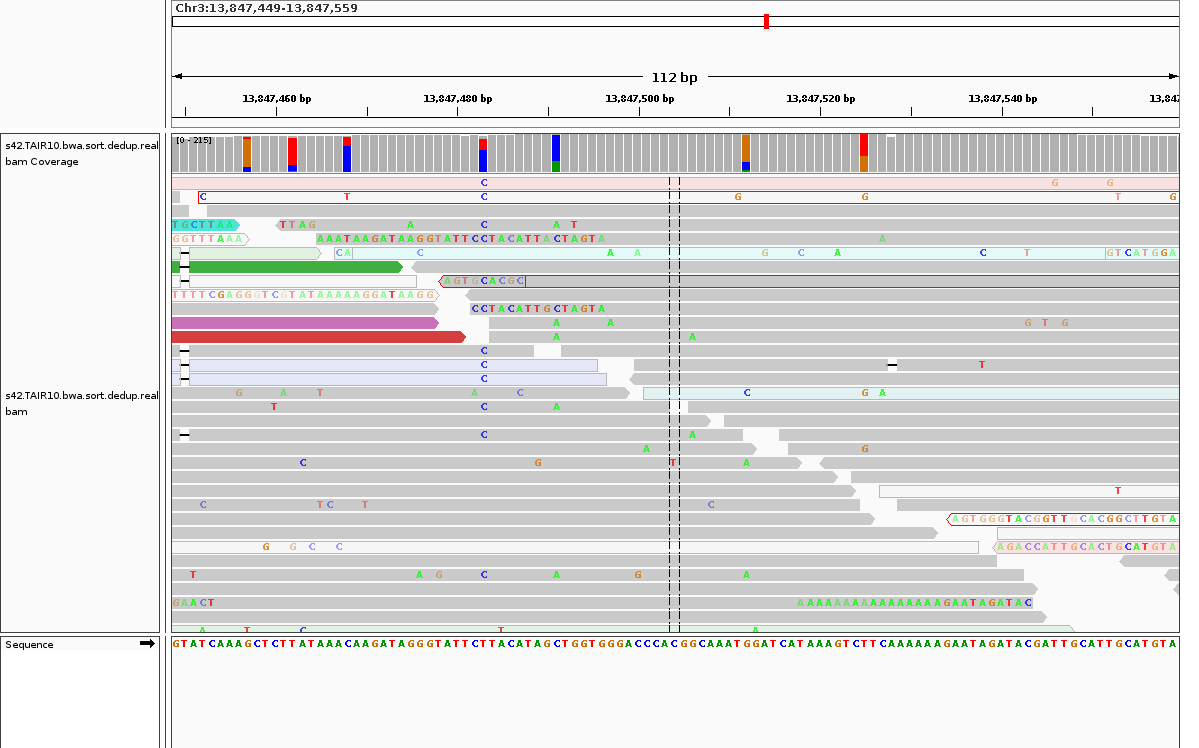 Chr3:13,847,449-13,847,559
112 bp
13,847,460 bp 13,847,480 bp 13,847,500 bp 13,847,520 bp 13,847,540 bp 13,847
s42.TAIR10.bwa.sort.dedup.real
bam Coverage
[0 - 215]
C G G
C T C G G T G
TGCTTAA TTAG A C A T
GGTTTAAA AAATAAGATAAGGTATTCCTACATTACTAGTA A
CA C A A G C A C T GTCATGGA
AGTGCACGC
TTTTCGAGGGTCGTATAAAAAGGATAAGG
CCTACATTGCTAGTA
A A G T G
A A
C
C T
C
s42.TAIR10.bwa.sort.dedup.real
bam
G A T A C C G A
T C A
C A
A G
C G T A
T
C T C T C
AGTGGGTACGGTTGCACGGCTTGTA
G G C C AGACCATTGCACTGCATGTA
T A G C A G A
GAACT AAAAAAAAAAAAAAAAGAATAGATAC
A T C T A
Sequence
GTATCAAAGCTCTTATAAACAAGATAGGGTATTCTTACATAGCTGGTGGGACCCACGGCAAATGGATCATAAAGTCTTCAAAAAAGAATAGATACGATTGCATTGCATGTA